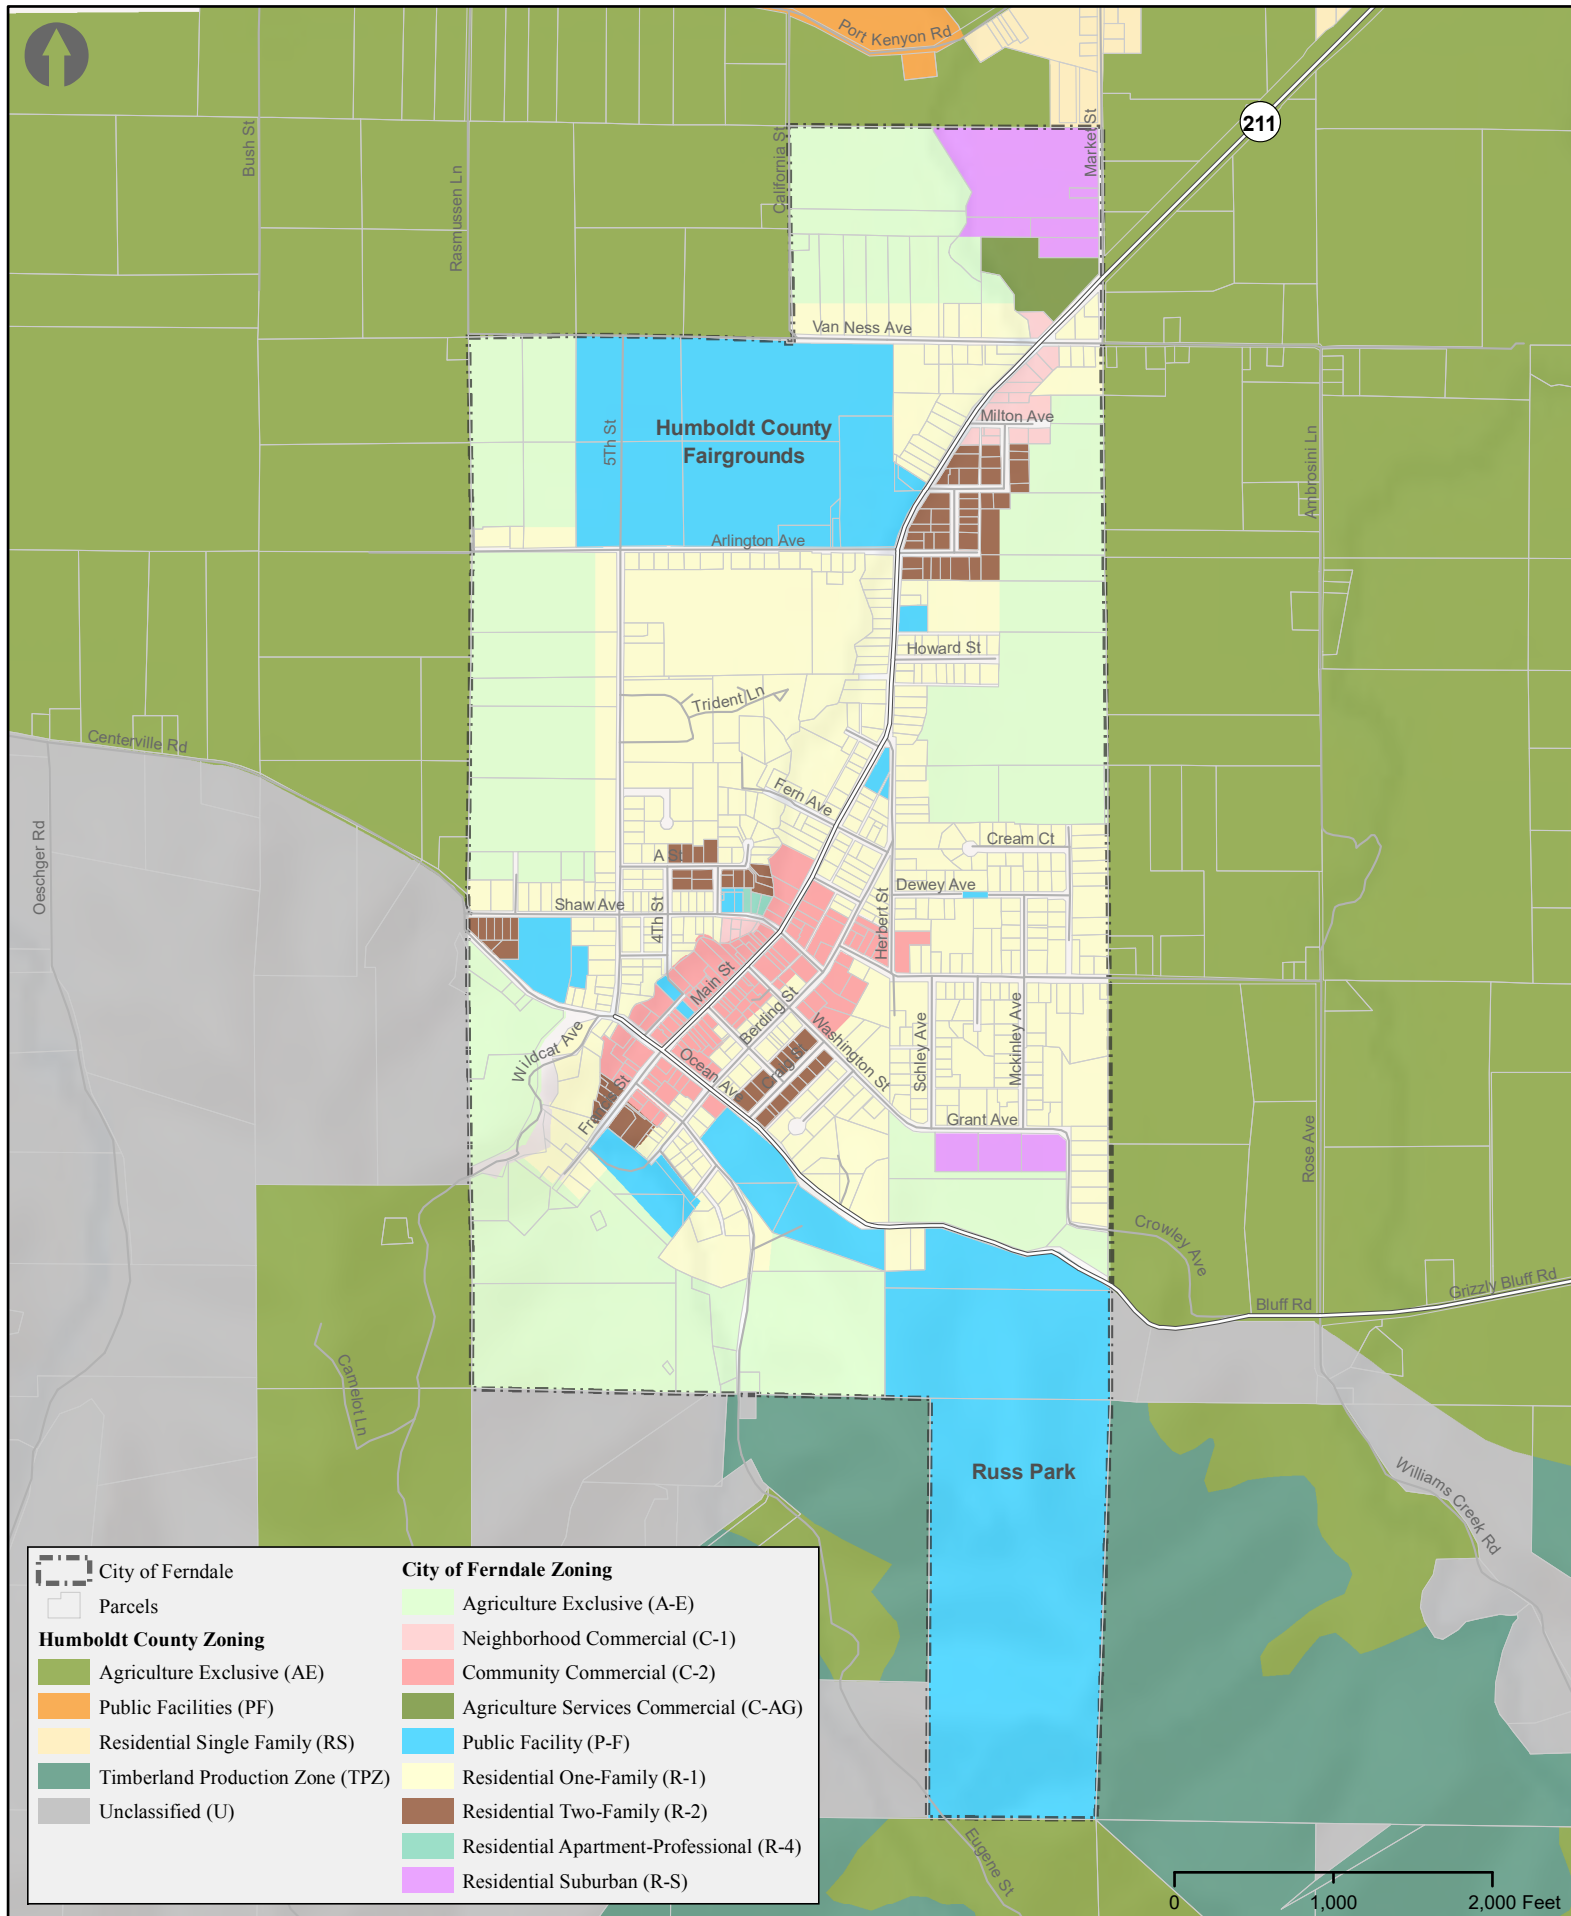 Port Kenyon Rd
211
Bush St
California St
Market St
Rasmussen Ln
Van Ness Ave
Humboldt County
Fairgrounds
5Th St
Milton Ave
Ambrosini Ln
Arlington Ave
Howard St
Trident Ln
Centerville Rd
Fern Ave
Cream Ct
Oeschger Rd
A St
Dewey Ave
Shaw Ave
4Th St
Herbert St
Main St
Berding St
Washington St
Wildcat Ave
Ocean Ave
Craig St
Schley Ave
Mckinley Ave
Grant Ave
Rose Ave
Crowley Ave
Bluff Rd
Grizzly Bluff Rd
Camelot Ln
Russ Park
Williams Creek Rd
Eugene St
City of Ferndale
Parcels
Humboldt County Zoning
Agriculture Exclusive (AE)
Public Facilities (PF)
Residential Single Family (RS)
Timberland Production Zone (TPZ)
Unclassified (U)
City of Ferndale Zoning
Agriculture Exclusive (A-E)
Neighborhood Commercial (C-1)
Community Commercial (C-2)
Agriculture Services Commercial (C-AG)
Public Facility (P-F)
Residential One-Family (R-1)
Residential Two-Family (R-2)
Residential Apartment-Professional (R-4)
Residential Suburban (R-S)
0 1,000 2,000 Feet